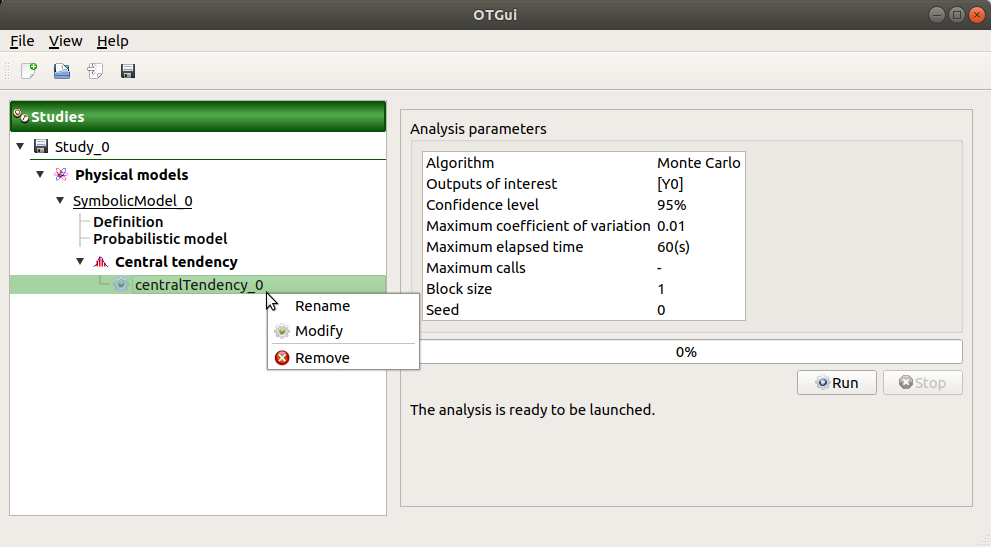 OTGui
File View Help
Studies
Study_0
Physical models
SymbolicModel_0
Definition
Probabilistic model
Central tendency
centralTendency_0
Rename
Modify
Remove
Analysis parameters
Algorithm Monte Carlo
Outputs of interest [Y0]
Confidence level 95%
Maximum coefficient of variation 0.01
Maximum elapsed time 60(s)
Maximum calls -
Block size 1
Seed 0
0%
Run Stop
The analysis is ready to be launched.